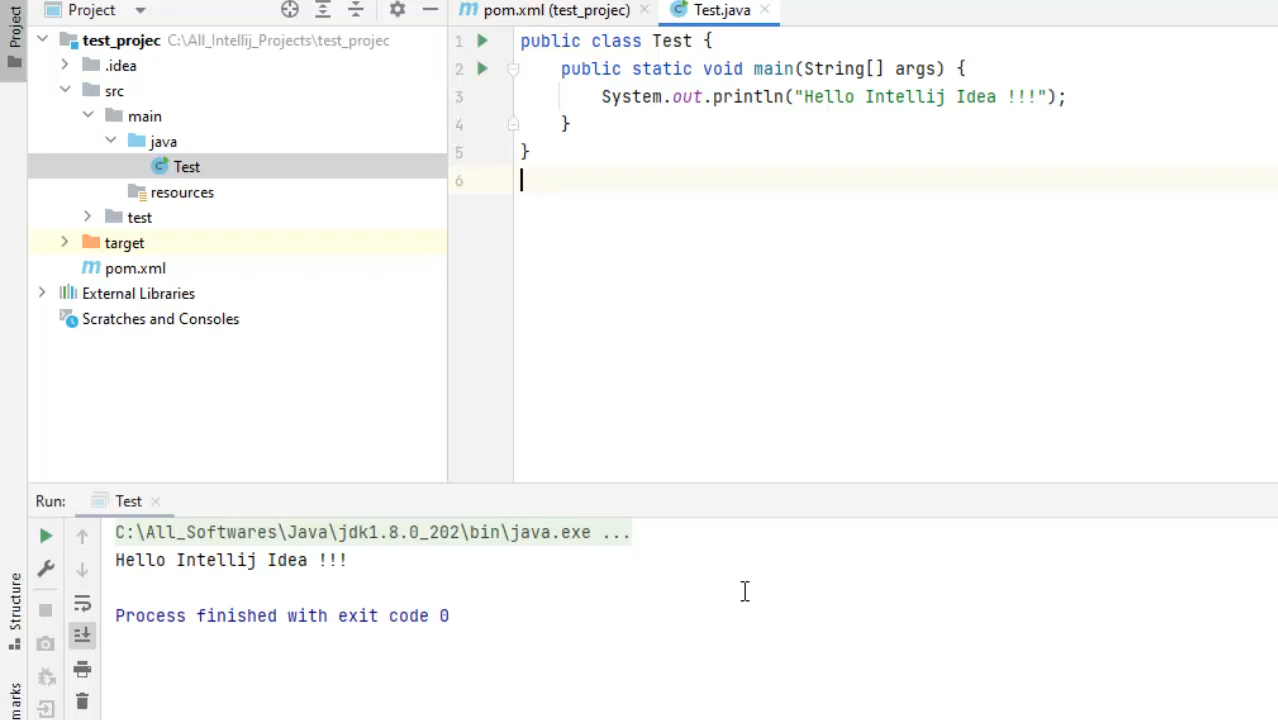 Project
pom.xml (test_projec)
Test.java
Project
test_projec C:\All_Intellij_Projects\test_projec
.idea
src
main
java
Test
resources
test
target
pom.xml
External Libraries
Scratches and Consoles
1 public class Test {
2 public static void main(String[] args) {
3 System.out.println("Hello Intellij Idea !!!");
4 }
5 }
6
Run: Test
C:\All_Softwares\Java\jdk1.8.0_202\bin\java.exe ...
Hello Intellij Idea !!!
Process finished with exit code 0
Structure
marks